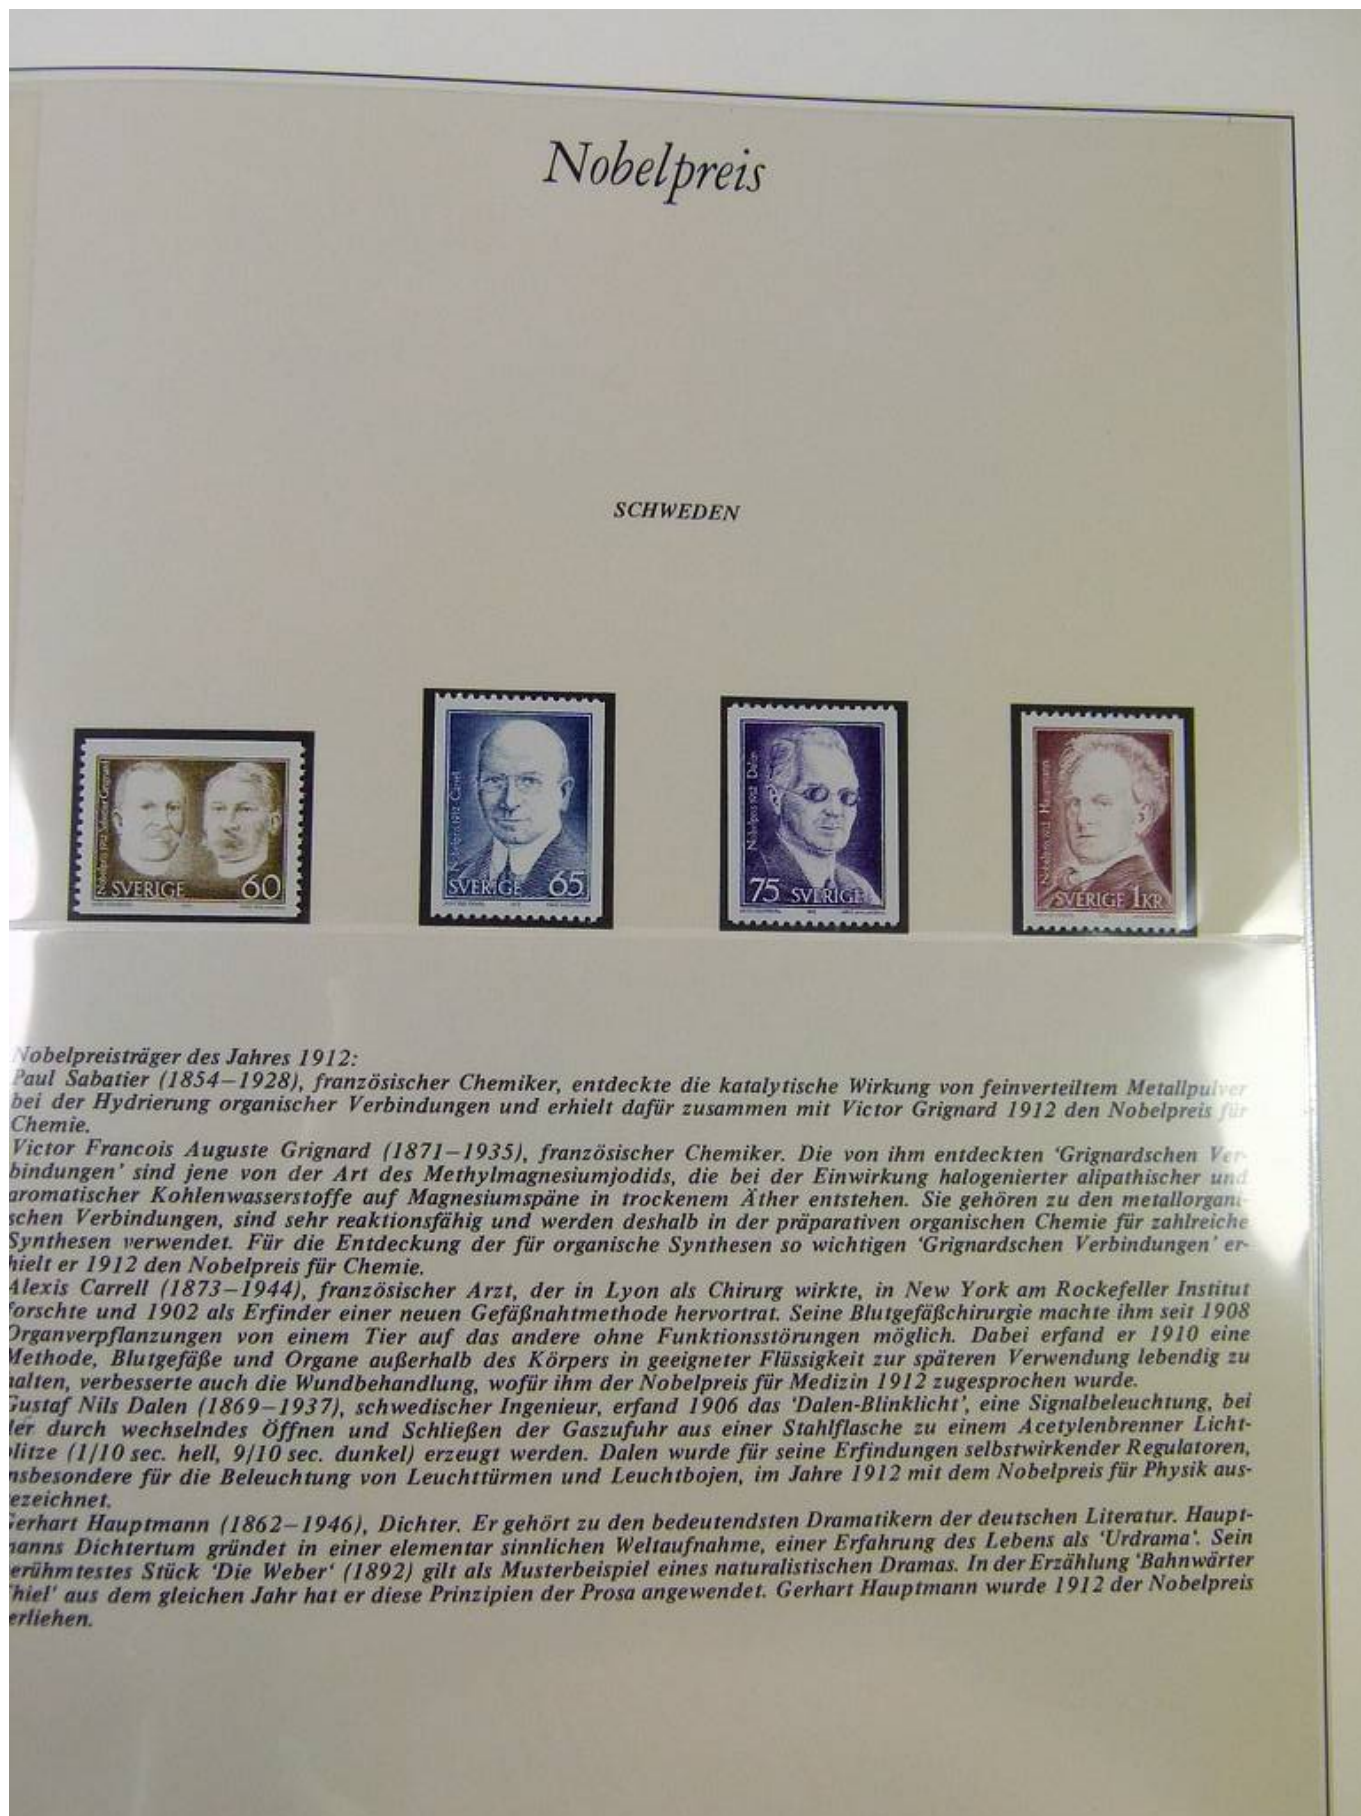 Nobelpreis
SCHWEDEN
Nobelpris 1912 Sabatier Grignard
SVERIGE 60
Nobelpris 1912 Carrel
SVERIGE 65
Nobelpris 1912 Dalén
75 SVERIGE
Nobelpris 1912 Hauptmann
SVERIGE 1KR
Nobelpreisträger des Jahres 1912:
Paul Sabatier (1854–1928), französischer Chemiker, entdeckte die katalytische Wirkung von feinverteiltem Metallpulver
bei der Hydrierung organischer Verbindungen und erhielt dafür zusammen mit Victor Grignard 1912 den Nobelpreis für
Chemie.
Victor Francois Auguste Grignard (1871–1935), französischer Chemiker. Die von ihm entdeckten 'Grignardschen Ver-
bindungen' sind jene von der Art des Methylmagnesiumjodids, die bei der Einwirkung halogenierter alipathischer und
aromatischer Kohlenwasserstoffe auf Magnesiumspäne in trockenem Äther entstehen. Sie gehören zu den metallorgani-
schen Verbindungen, sind sehr reaktionsfähig und werden deshalb in der präparativen organischen Chemie für zahlreiche
Synthesen verwendet. Für die Entdeckung der für organische Synthesen so wichtigen 'Grignardschen Verbindungen' er-
hielt er 1912 den Nobelpreis für Chemie.
Alexis Carrell (1873–1944), französischer Arzt, der in Lyon als Chirurg wirkte, in New York am Rockefeller Institut
forschte und 1902 als Erfinder einer neuen Gefäßnahtmethode hervortrat. Seine Blutgefäßchirurgie machte ihm seit 1908
Organverpflanzungen von einem Tier auf das andere ohne Funktionsstörungen möglich. Dabei erfand er 1910 eine
Methode, Blutgefäße und Organe außerhalb des Körpers in geeigneter Flüssigkeit zur späteren Verwendung lebendig zu
halten, verbesserte auch die Wundbehandlung, wofür ihm der Nobelpreis für Medizin 1912 zugesprochen wurde.
Gustaf Nils Dalen (1869–1937), schwedischer Ingenieur, erfand 1906 das 'Dalen-Blinklicht', eine Signalbeleuchtung, bei
der durch wechselndes Öffnen und Schließen der Gaszufuhr aus einer Stahlflasche zu einem Acetylenbrenner Licht-
blitze (1/10 sec. hell, 9/10 sec. dunkel) erzeugt werden. Dalen wurde für seine Erfindungen selbstwirkender Regulatoren,
insbesondere für die Beleuchtung von Leuchttürmen und Leuchtbojen, im Jahre 1912 mit dem Nobelpreis für Physik aus-
ezeichnet.
Gerhart Hauptmann (1862–1946), Dichter. Er gehört zu den bedeutendsten Dramatikern der deutschen Literatur. Haupt-
manns Dichtertum gründet in einer elementar sinnlichen Weltaufnahme, einer Erfahrung des Lebens als 'Urdrama'. Sein
erühmtestes Stück 'Die Weber' (1892) gilt als Musterbeispiel eines naturalistischen Dramas. In der Erzählung 'Bahnwärter
Thiel' aus dem gleichen Jahr hat er diese Prinzipien der Prosa angewendet. Gerhart Hauptmann wurde 1912 der Nobelpreis
erliehen.